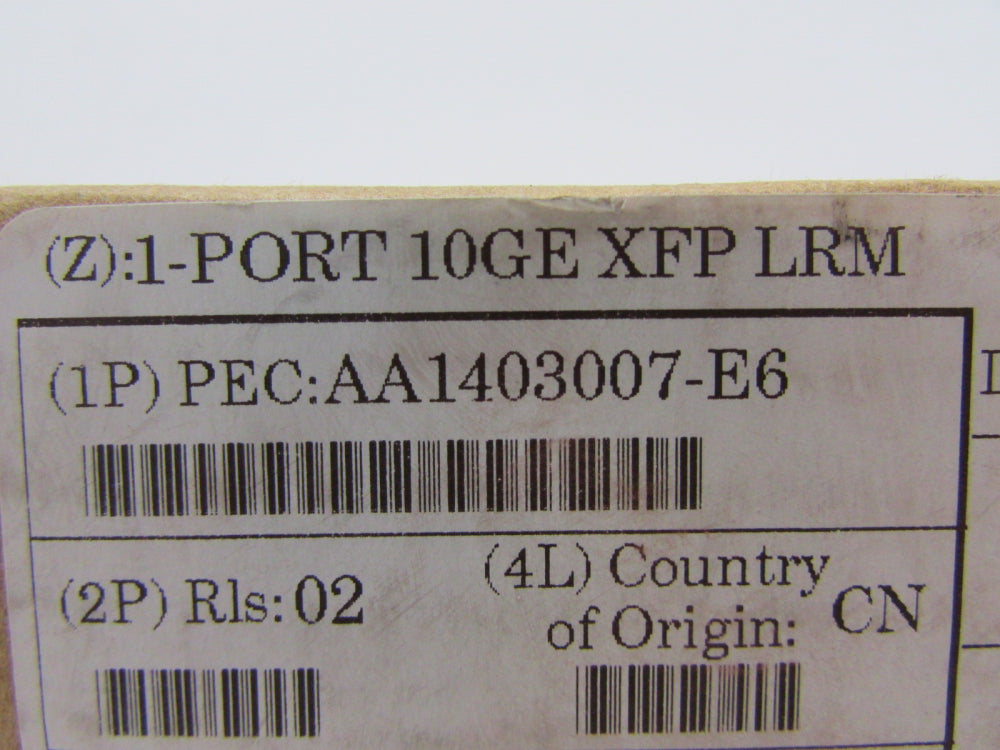 (Z):1-PORT 10GE XFP LRM
(1P) PEC:AA1403007-E6
(2P) Rls:02
(4L) Country
of Origin: CN